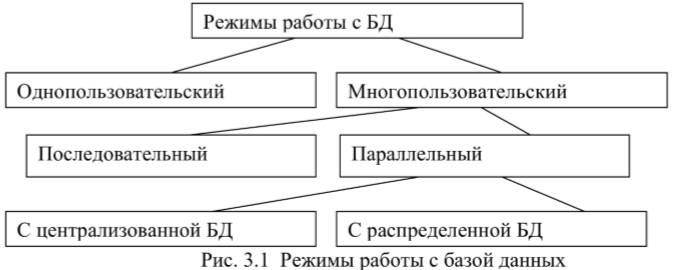 Режимы работы с БД
Однопользовательский
Многопользовательский
Последовательный
Параллельный
С централизованной БД
С распределенной БД
Рис. 3.1 Режимы работы с базой данных